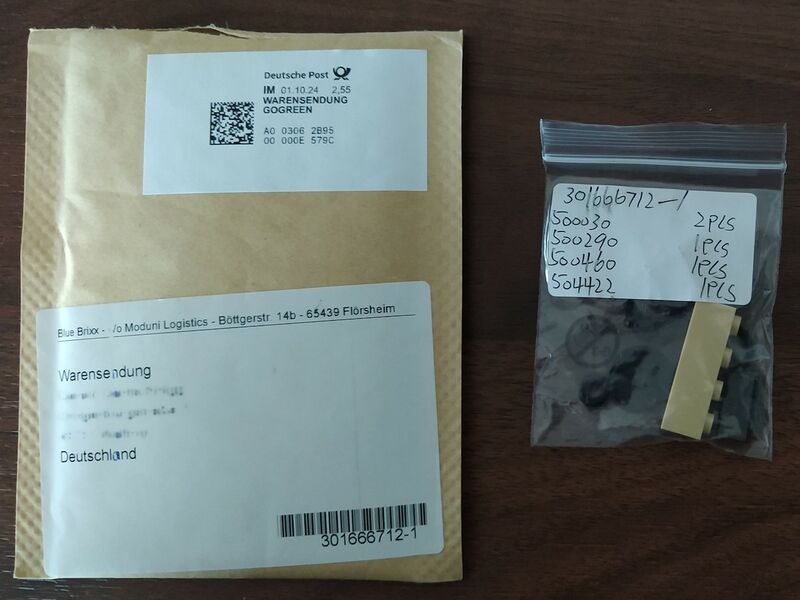 Deutsche Post
IM 01.10.24 2,55
WARENSENDUNG
GOGREEN
A0 0306 2B95
00 000E 579C
Blue Brixx - /o Moduni Logistics - Böttgerstr. 14b - 65439 Flörsheim
Warensendung
Deutschland
301666712-1
301666712-1
500030 2PCS
500290 1PCS
500460 1PCS
504422 1PCS